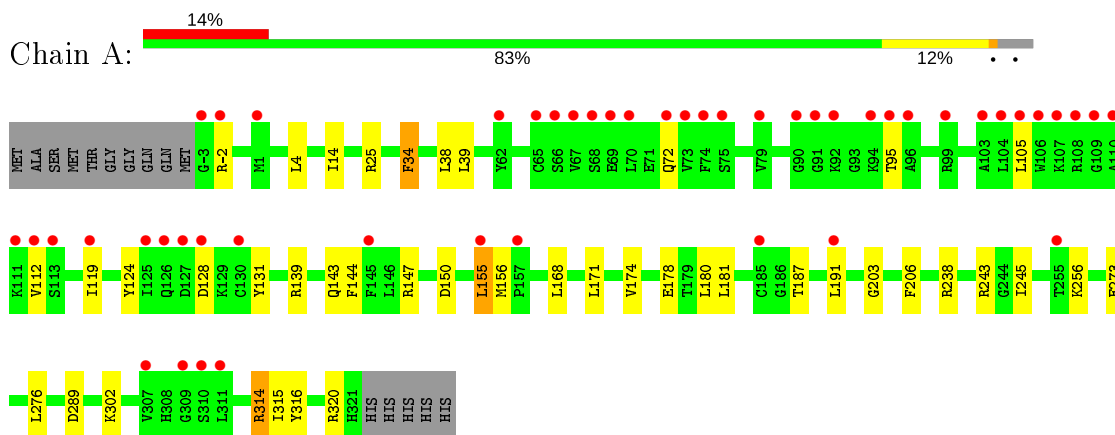 14%
Chain A:
83% 12% • •
MET ALA SER MET THR GLY GLY GLN GLN MET G-3 R-2 M1 L4 I14 R25 F34 L38 L39 Y62 C65 S66 V67 S68 E69 L70 E71 Q72 V73 F74 S75 V79 G90 G91 K92 G93 K94 T95 A96 R99 A103 L104 L105 W106 K107 R108 G109 A110
K111 V112 S113 I119 Y124 I125 Q126 D127 D128 K129 C130 Y131 R139 Q143 F144 F145 L146 R147 D150 L155 M156 P157 L168 L171 V174 E178 T179 L180 L181 C185 G186 T187 L191 G203 F206 R238 R243 G244 I245 T255 K256
L276 D289 K302 V307 H308 G309 S310 L311 R314 I315 Y316 R320 H321 HIS HIS HIS HIS HIS